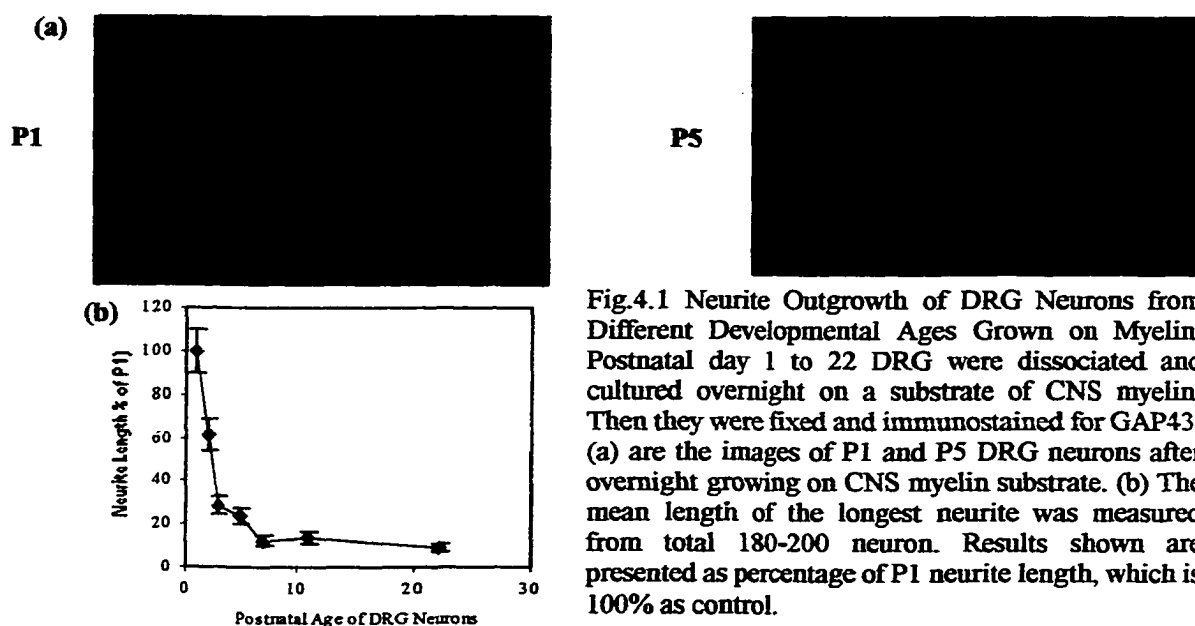 (a)
P1
P5
(b)
120
100
80
60
40
20
0
Neurite Length (% of P1)
0 10 20 30
Postnatal Age of DRG Neurons
Fig.4.1 Neurite Outgrowth of DRG Neurons from
Different Developmental Ages Grown on Myelin
Postnatal day 1 to 22 DRG were dissociated and
cultured overnight on a substrate of CNS myelin
Then they were fixed and immunostained for GAP43
(a) are the images of P1 and P5 DRG neurons after
overnight growing on CNS myelin substrate. (b) The
mean length of the longest neurite was measured
from total 180-200 neuron. Results shown are
presented as percentage of P1 neurite length, which is
100% as control.